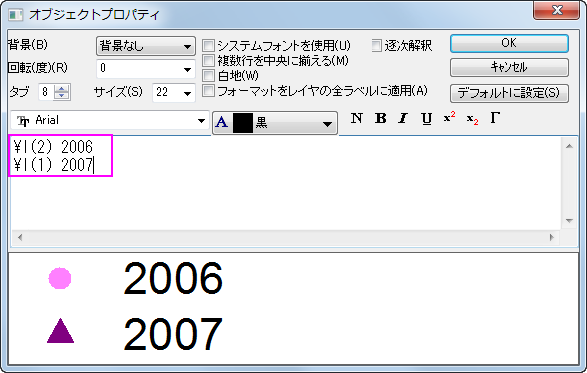 オブジェクトプロパティ
背景(B) 背景なし システムフォントを使用(U) 逐次解釈 OK
回転(度)(R) 0 複数行を中央に揃える(M) キャンセル
白地(W)
タブ 8 サイズ(S) 22 フォーマットをレイヤの全ラベルに適用(A) デフォルトに設定(S)
Arial A 黒 N B I U x² x₂ Γ
¥l(2) 2006
¥l(1) 2007
2006
2007